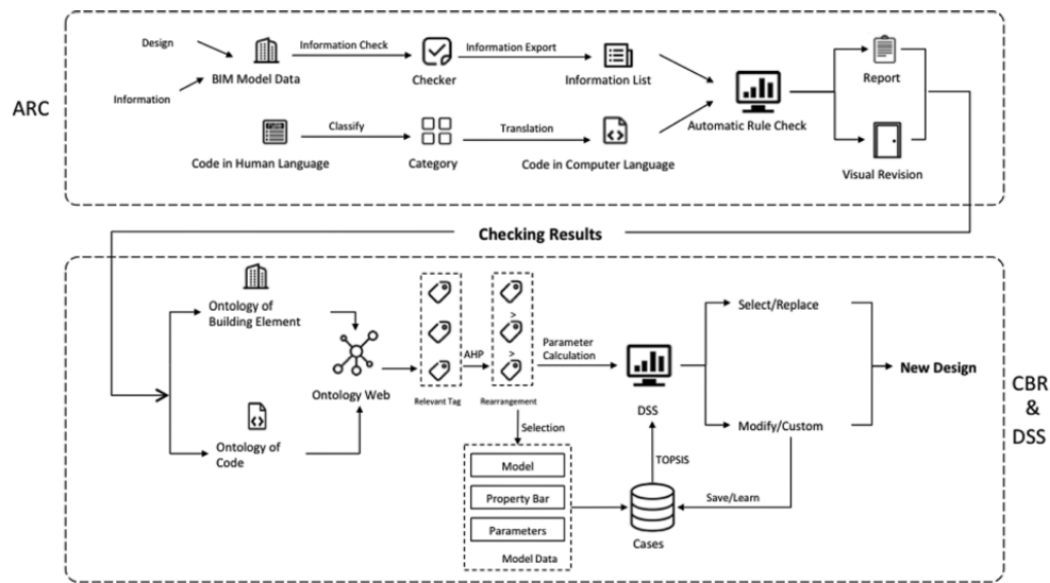 ARC
Design
Information
BIM Model Data
Information Check
Checker
Information Export
Information List
Code in Human Language
Classify
Category
Translation
Code in Computer Language
Automatic Rule Check
Report
Visual Revision
Checking Results
Ontology of
Building Element
Ontology of
Code
Ontology Web
Relevant Tag
AHP
>
>
Rearrangement
Parameter
Calculation
Selection
Model
Property Bar
Parameters
Model Data
DSS
TOPSIS
Cases
Save/Learn
Select/Replace
Modify/Custom
New Design
CBR
&
DSS